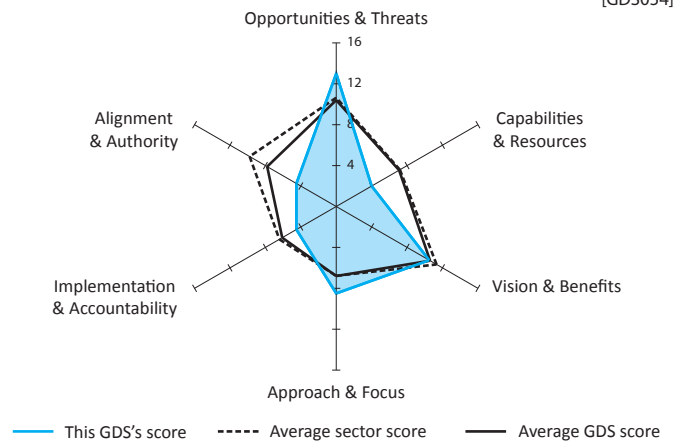 Opportunities & Threats
16
12
8
4
Alignment
& Authority
Capabilities
& Resources
Implementation
& Accountability
Vision & Benefits
Approach & Focus
This GDS's score
Average sector score
Average GDS score